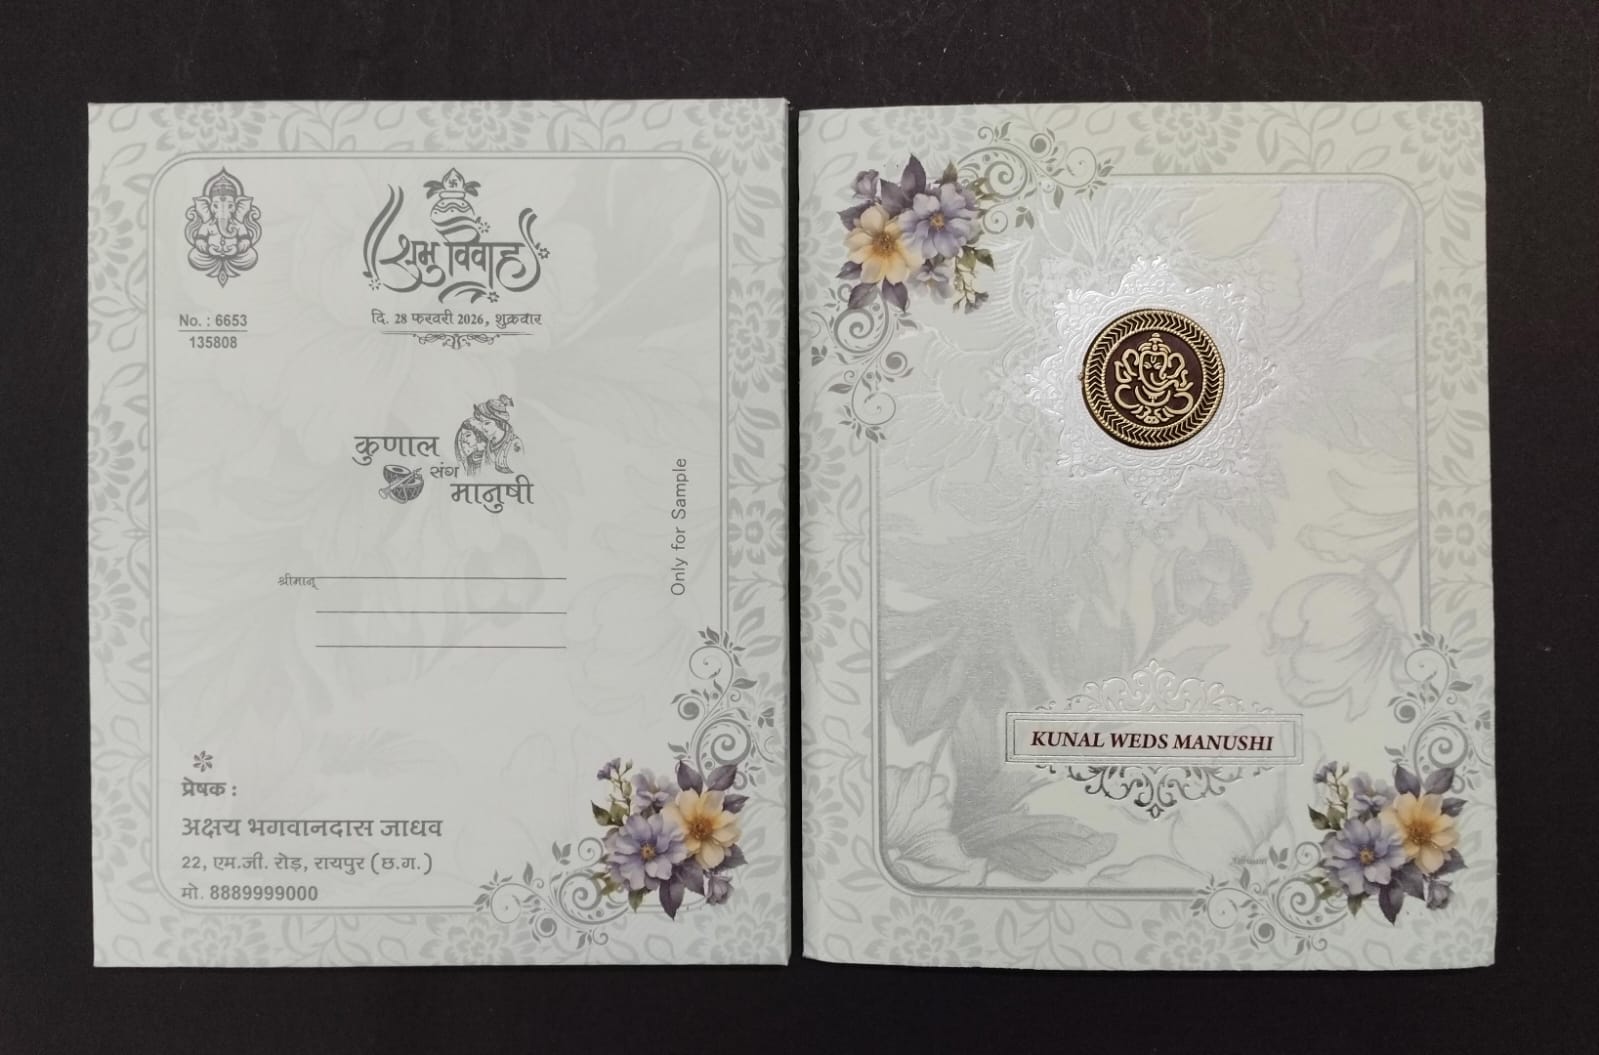 शुभ विवाह
दि. 28 फरवरी 2026, शुक्रवार
No. : 6653
135808
कुणाल
संग
मानुषी
Only for Sample
श्रीमान्
प्रेषक :
अक्षय भगवानदास जाधव
22, एम.जी. रोड़, रायपुर (छ.ग.)
मो. 8889999000
KUNAL WEDS MANUSHI